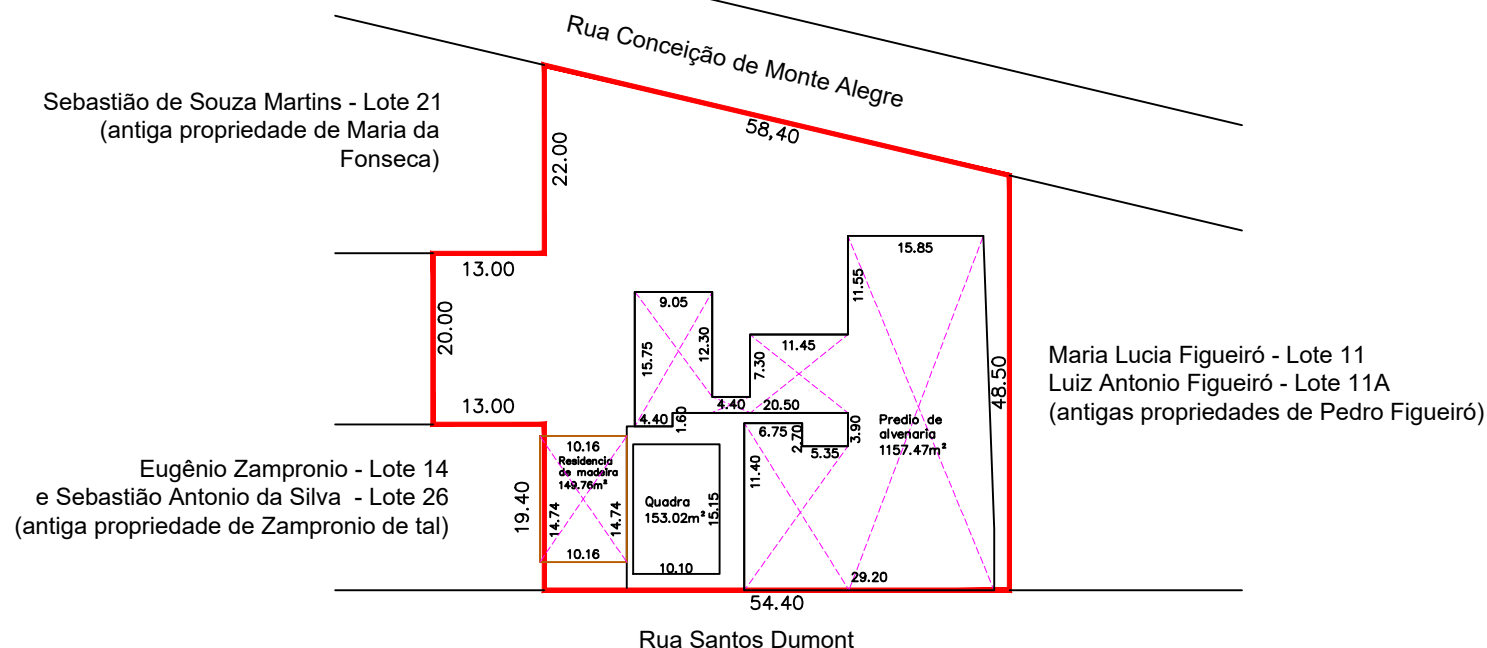 Rua Conceição de Monte Alegre
58,40
Sebastião de Souza Martins - Lote 21
(antiga propriedade de Maria da
Fonseca)
22.00
13.00
20.00
13.00
15.85
11.55
9.05
15.75
12.30
11.45
7.30
4.40
20.50
4.40
1.60
3.90
6.75
2.70
5.35
11.40
Predio de
alvenaria
1157.47m²
48.50
Maria Lucia Figueiró - Lote 11
Luiz Antonio Figueiró - Lote 11A
(antigas propriedades de Pedro Figueiró)
Eugênio Zampronio - Lote 14
e Sebastião Antonio da Silva - Lote 26
(antiga propriedade de Zampronio de tal)
19.40
10.16
Residencia
de madeira
149.76m²
14.74
14.74
10.16
Quadra
153.02m²
15.15
10.10
29.20
54.40
Rua Santos Dumont